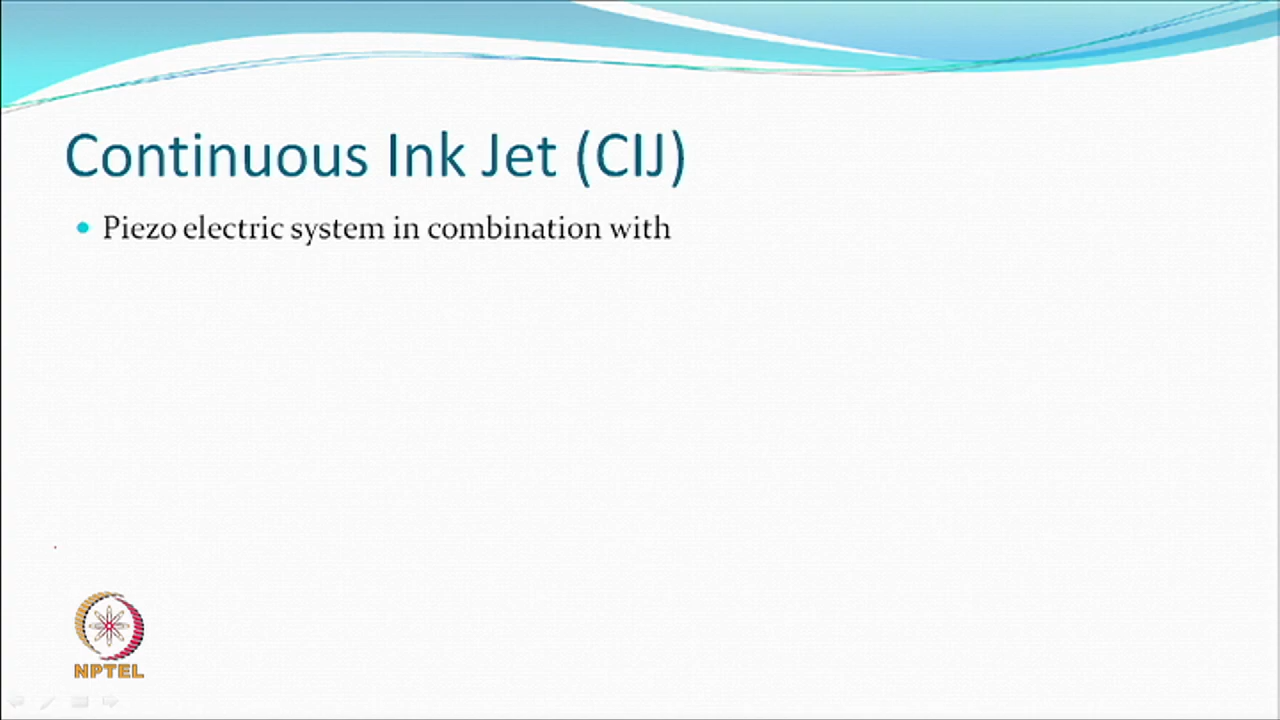 Continuous Ink Jet (CIJ)
Piezo electric system in combination with
NPTEL